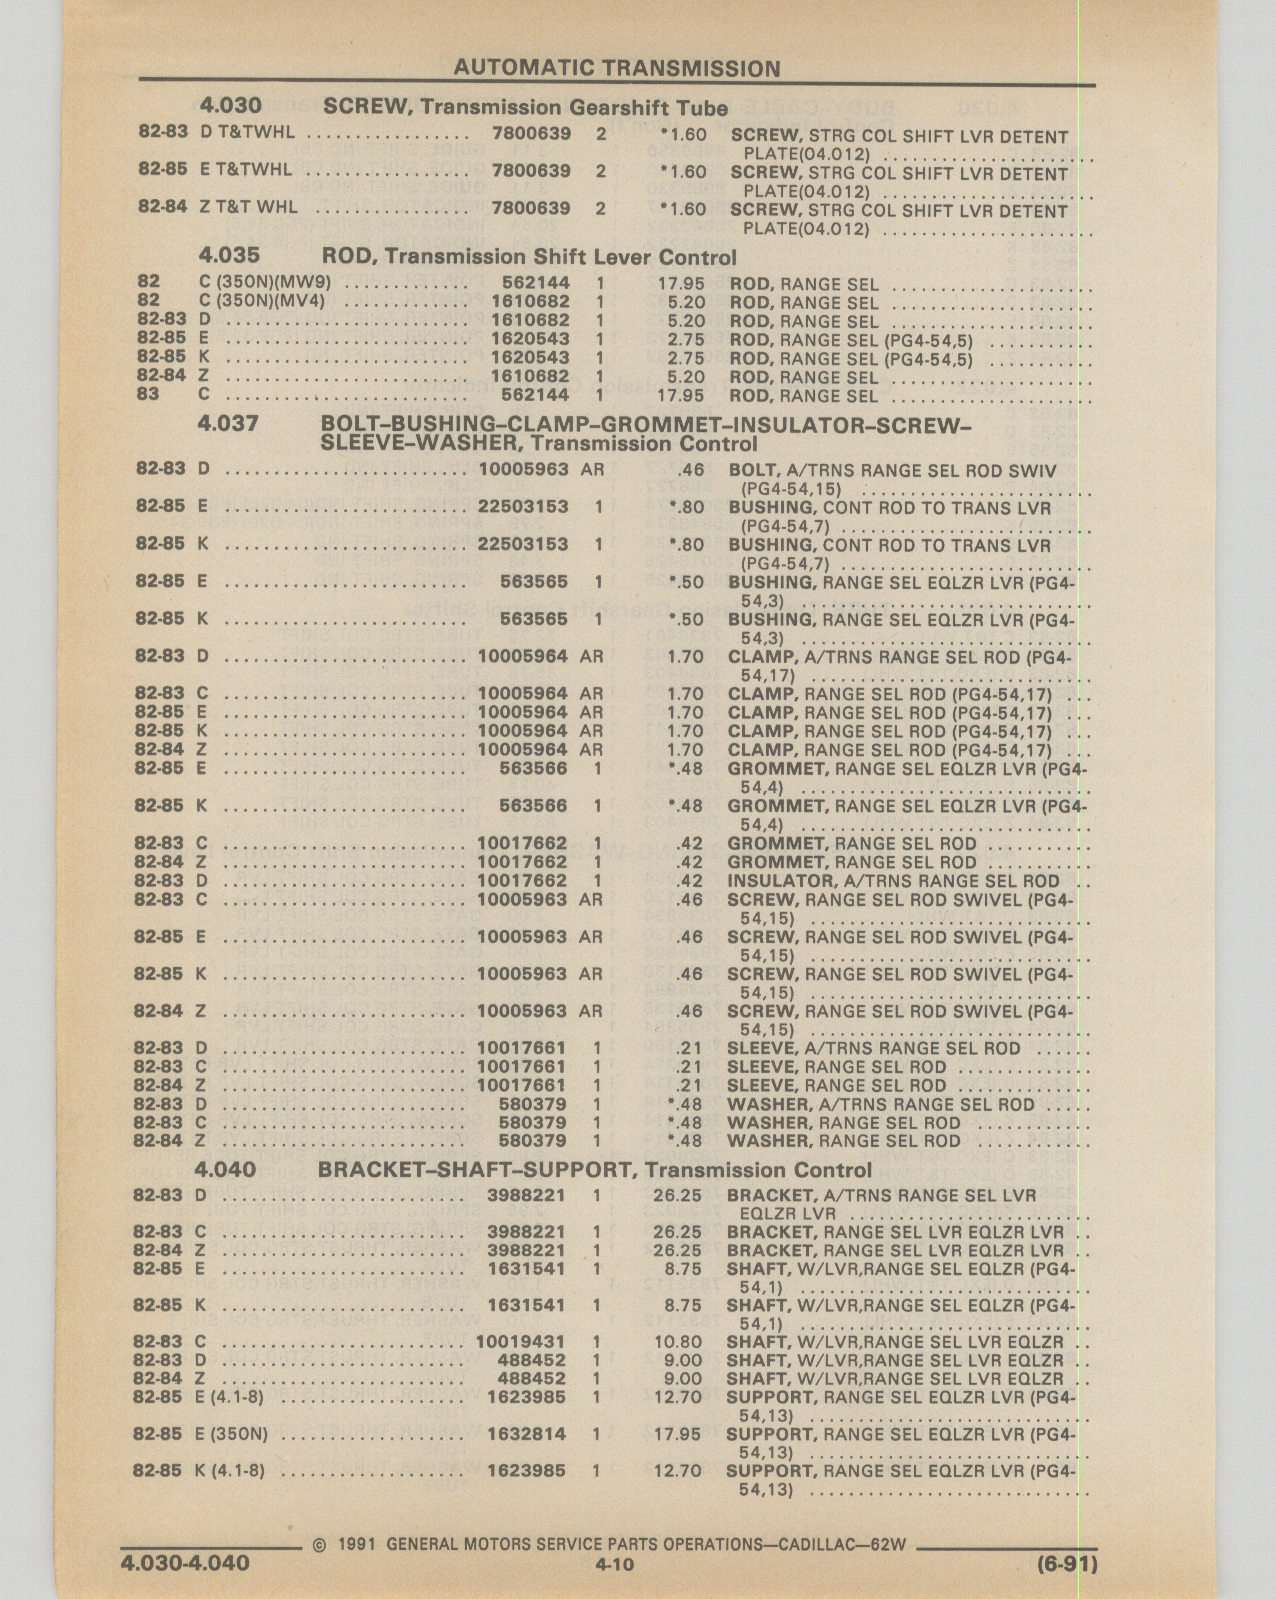 AUTOMATIC TRANSMISSION
4.030 SCREW, Transmission Gearshift Tube
82-83 D T&TWHL ................. 7800639 2 *1.60 SCREW, STRG COL SHIFT LVR DETENT
PLATE(04.012) ......................
82-85 E T&TWHL ................. 7800639 2 *1.60 SCREW, STRG COL SHIFT LVR DETENT
PLATE(04.012) ......................
82-84 Z T&T WHL ................ 7800639 2 *1.60 SCREW, STRG COL SHIFT LVR DETENT
PLATE(04.012) ......................
4.035 ROD, Transmission Shift Lever Control
82 C (350N)(MW9) ............. 562144 1 17.95 ROD, RANGE SEL .....................
82 C (350N)(MV4) ............. 1610682 1 5.20 ROD, RANGE SEL .....................
82-83 D ......................... 1610682 1 5.20 ROD, RANGE SEL .....................
82-85 E ......................... 1620543 1 2.75 ROD, RANGE SEL (PG4-54,5) ...........
82-85 K ......................... 1620543 1 2.75 ROD, RANGE SEL (PG4-54,5) ...........
82-84 Z ......................... 1610682 1 5.20 ROD, RANGE SEL .....................
83 C ......................... 562144 1 17.95 ROD, RANGE SEL .....................
4.037 BOLT–BUSHING–CLAMP–GROMMET–INSULATOR–SCREW–
SLEEVE–WASHER, Transmission Control
82-83 D ......................... 10005963 AR .46 BOLT, A/TRNS RANGE SEL ROD SWIV
(PG4-54,15) ........................
82-85 E ......................... 22503153 1 *.80 BUSHING, CONT ROD TO TRANS LVR
(PG4-54,7) ..........................
82-85 K ......................... 22503153 1 *.80 BUSHING, CONT ROD TO TRANS LVR
(PG4-54,7) ..........................
82-85 E ......................... 563565 1 *.50 BUSHING, RANGE SEL EQLZR LVR (PG4-
54,3) ..............................
82-85 K ......................... 563565 1 *.50 BUSHING, RANGE SEL EQLZR LVR (PG4-
54,3) ..............................
82-83 D ......................... 10005964 AR 1.70 CLAMP, A/TRNS RANGE SEL ROD (PG4-
54,17) .............................
82-83 C ......................... 10005964 AR 1.70 CLAMP, RANGE SEL ROD (PG4-54,17) ...
82-85 E ......................... 10005964 AR 1.70 CLAMP, RANGE SEL ROD (PG4-54,17) ...
82-85 K ......................... 10005964 AR 1.70 CLAMP, RANGE SEL ROD (PG4-54,17) ...
82-84 Z ......................... 10005964 AR 1.70 CLAMP, RANGE SEL ROD (PG4-54,17) ...
82-85 E ......................... 563566 1 *.48 GROMMET, RANGE SEL EQLZR LVR (PG4-
54,4) ..............................
82-85 K ......................... 563566 1 *.48 GROMMET, RANGE SEL EQLZR LVR (PG4-
54,4) ..............................
82-83 C ......................... 10017662 1 .42 GROMMET, RANGE SEL ROD ...........
82-84 Z ......................... 10017662 1 .42 GROMMET, RANGE SEL ROD ...........
82-83 D ......................... 10017662 1 .42 INSULATOR, A/TRNS RANGE SEL ROD ..
82-83 C ......................... 10005963 AR .46 SCREW, RANGE SEL ROD SWIVEL (PG4-
54,15) .............................
82-85 E ......................... 10005963 AR .46 SCREW, RANGE SEL ROD SWIVEL (PG4-
54,15) .............................
82-85 K ......................... 10005963 AR .46 SCREW, RANGE SEL ROD SWIVEL (PG4-
54,15) .............................
82-84 Z ......................... 10005963 AR .46 SCREW, RANGE SEL ROD SWIVEL (PG4-
54,15) .............................
82-83 D ......................... 10017661 1 .21 SLEEVE, A/TRNS RANGE SEL ROD ......
82-83 C ......................... 10017661 1 .21 SLEEVE, RANGE SEL ROD ..............
82-84 Z ......................... 10017661 1 .21 SLEEVE, RANGE SEL ROD ..............
82-83 D ......................... 580379 1 *.48 WASHER, A/TRNS RANGE SEL ROD .....
82-83 C ......................... 580379 1 *.48 WASHER, RANGE SEL ROD ............
82-84 Z ......................... 580379 1 *.48 WASHER, RANGE SEL ROD ............
4.040 BRACKET–SHAFT–SUPPORT, Transmission Control
82-83 D ......................... 3988221 1 26.25 BRACKET, A/TRNS RANGE SEL LVR
EQLZR LVR .........................
82-83 C ......................... 3988221 1 26.25 BRACKET, RANGE SEL LVR EQLZR LVR ..
82-84 Z ......................... 3988221 1 26.25 BRACKET, RANGE SEL LVR EQLZR LVR ..
82-85 E ......................... 1631541 1 8.75 SHAFT, W/LVR,RANGE SEL EQLZR (PG4-
54,1) ..............................
82-85 K ......................... 1631541 1 8.75 SHAFT, W/LVR,RANGE SEL EQLZR (PG4-
54,1) ..............................
82-83 C ......................... 10019431 1 10.80 SHAFT, W/LVR,RANGE SEL LVR EQLZR ..
82-83 D ......................... 488452 1 9.00 SHAFT, W/LVR,RANGE SEL LVR EQLZR ..
82-84 Z ......................... 488452 1 9.00 SHAFT, W/LVR,RANGE SEL LVR EQLZR ..
82-85 E (4.1-8) ................... 1623985 1 12.70 SUPPORT, RANGE SEL EQLZR LVR (PG4-
54,13) .............................
82-85 E (350N) ................... 1632814 1 17.95 SUPPORT, RANGE SEL EQLZR LVR (PG4-
54,13) .............................
82-85 K (4.1-8) ................... 1623985 1 12.70 SUPPORT, RANGE SEL EQLZR LVR (PG4-
54,13) .............................
© 1991 GENERAL MOTORS SERVICE PARTS OPERATIONS—CADILLAC—62W
4.030-4.040 4-10 (6-91)